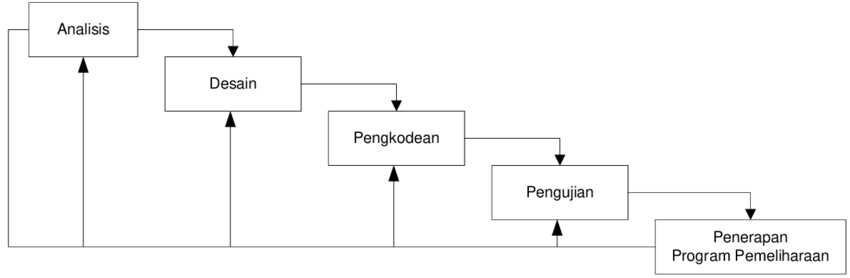 Analisis
Desain
Pengkodean
Pengujian
Penerapan
Program Pemeliharaan